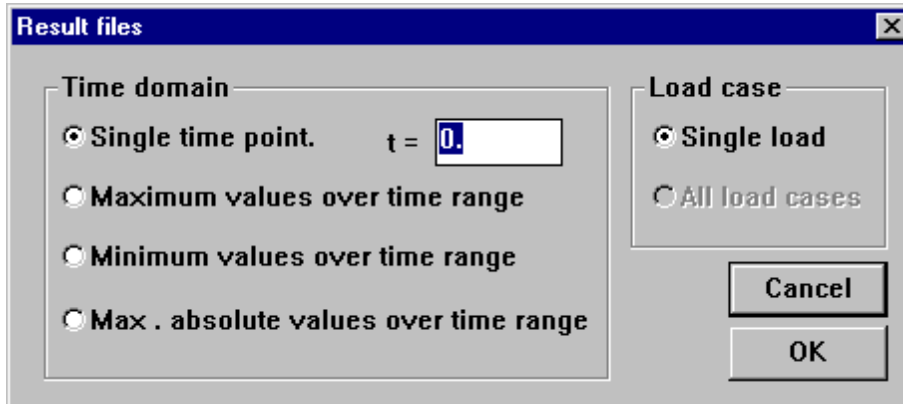 Result files
Time domain
Single time point.
t =
0.
Maximum values over time range
Minimum values over time range
Max . absolute values over time range
Load case
Single load
All load cases
Cancel
OK